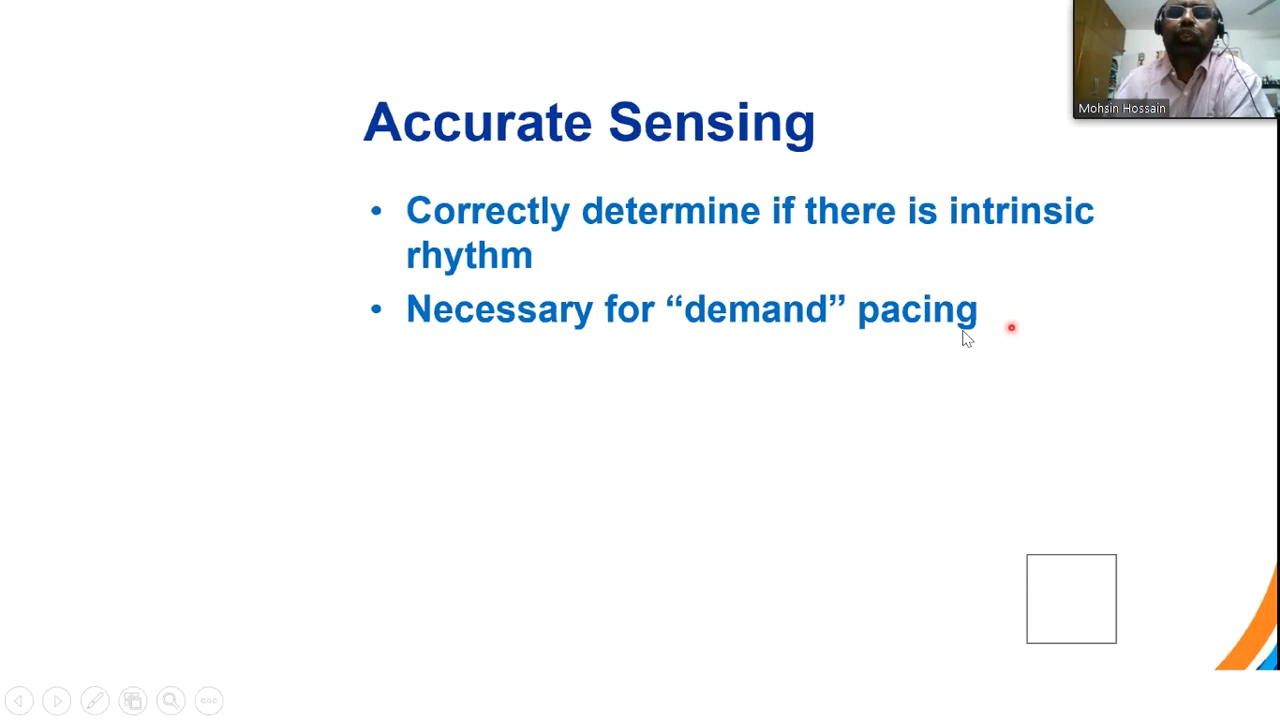 Mohsin Hossain
Accurate Sensing
• Correctly determine if there is intrinsic
rhythm
• Necessary for “demand” pacing